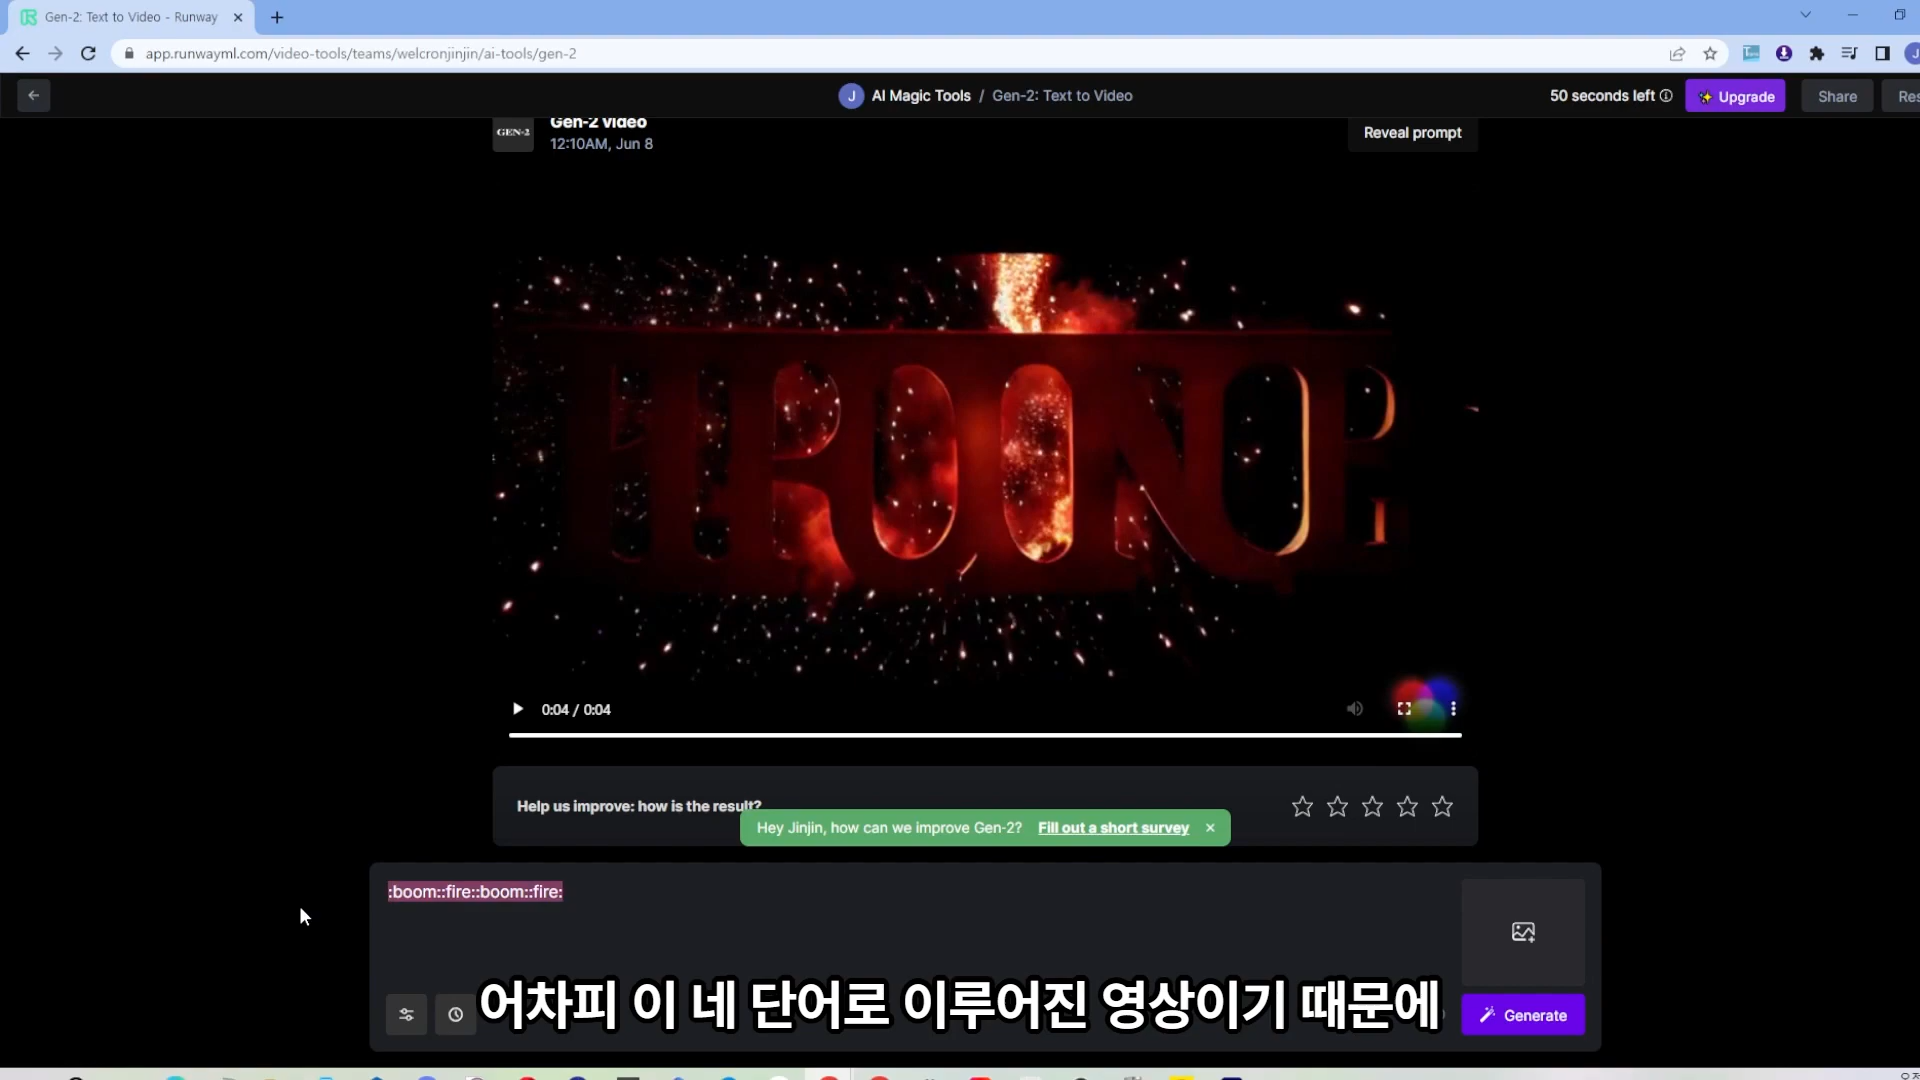 Gen-2: Text to Video - Runway
app.runwayml.com/video-tools/teams/welcronjinjin/ai-tools/gen-2
J AI Magic Tools / Gen-2: Text to Video
50 seconds left
Upgrade
Share
GEN-2
Gen-2 video
12:10AM, Jun 8
Reveal prompt
0:04 / 0:04
Help us improve: how is the result?
Hey Jinjin, how can we improve Gen-2? Fill out a short survey
:boom::fire::boom::fire:
어차피 이 네 단어로 이루어진 영상이기 때문에
Generate